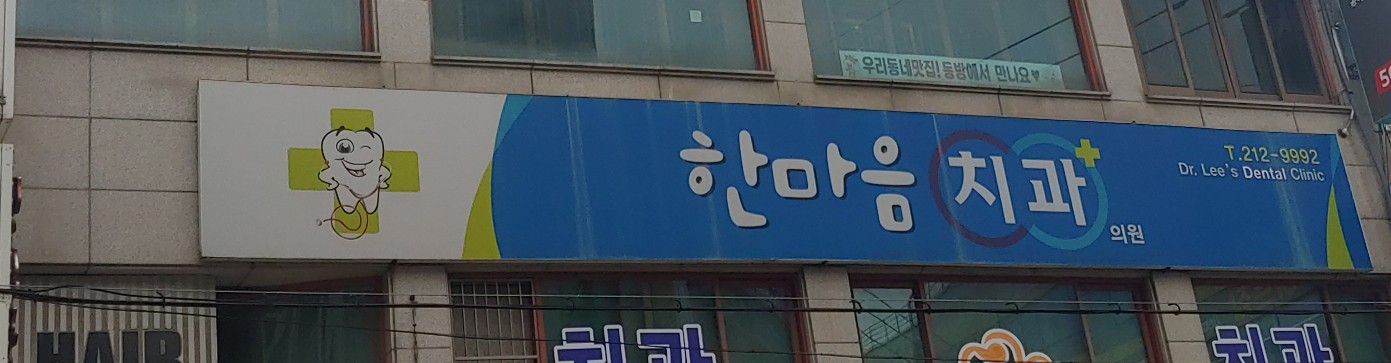 우리동네맛집! 등방에서 만나요♥
한마음치과의원
T.212-9992
Dr. Lee's Dental Clinic
HAIR
치과
치과